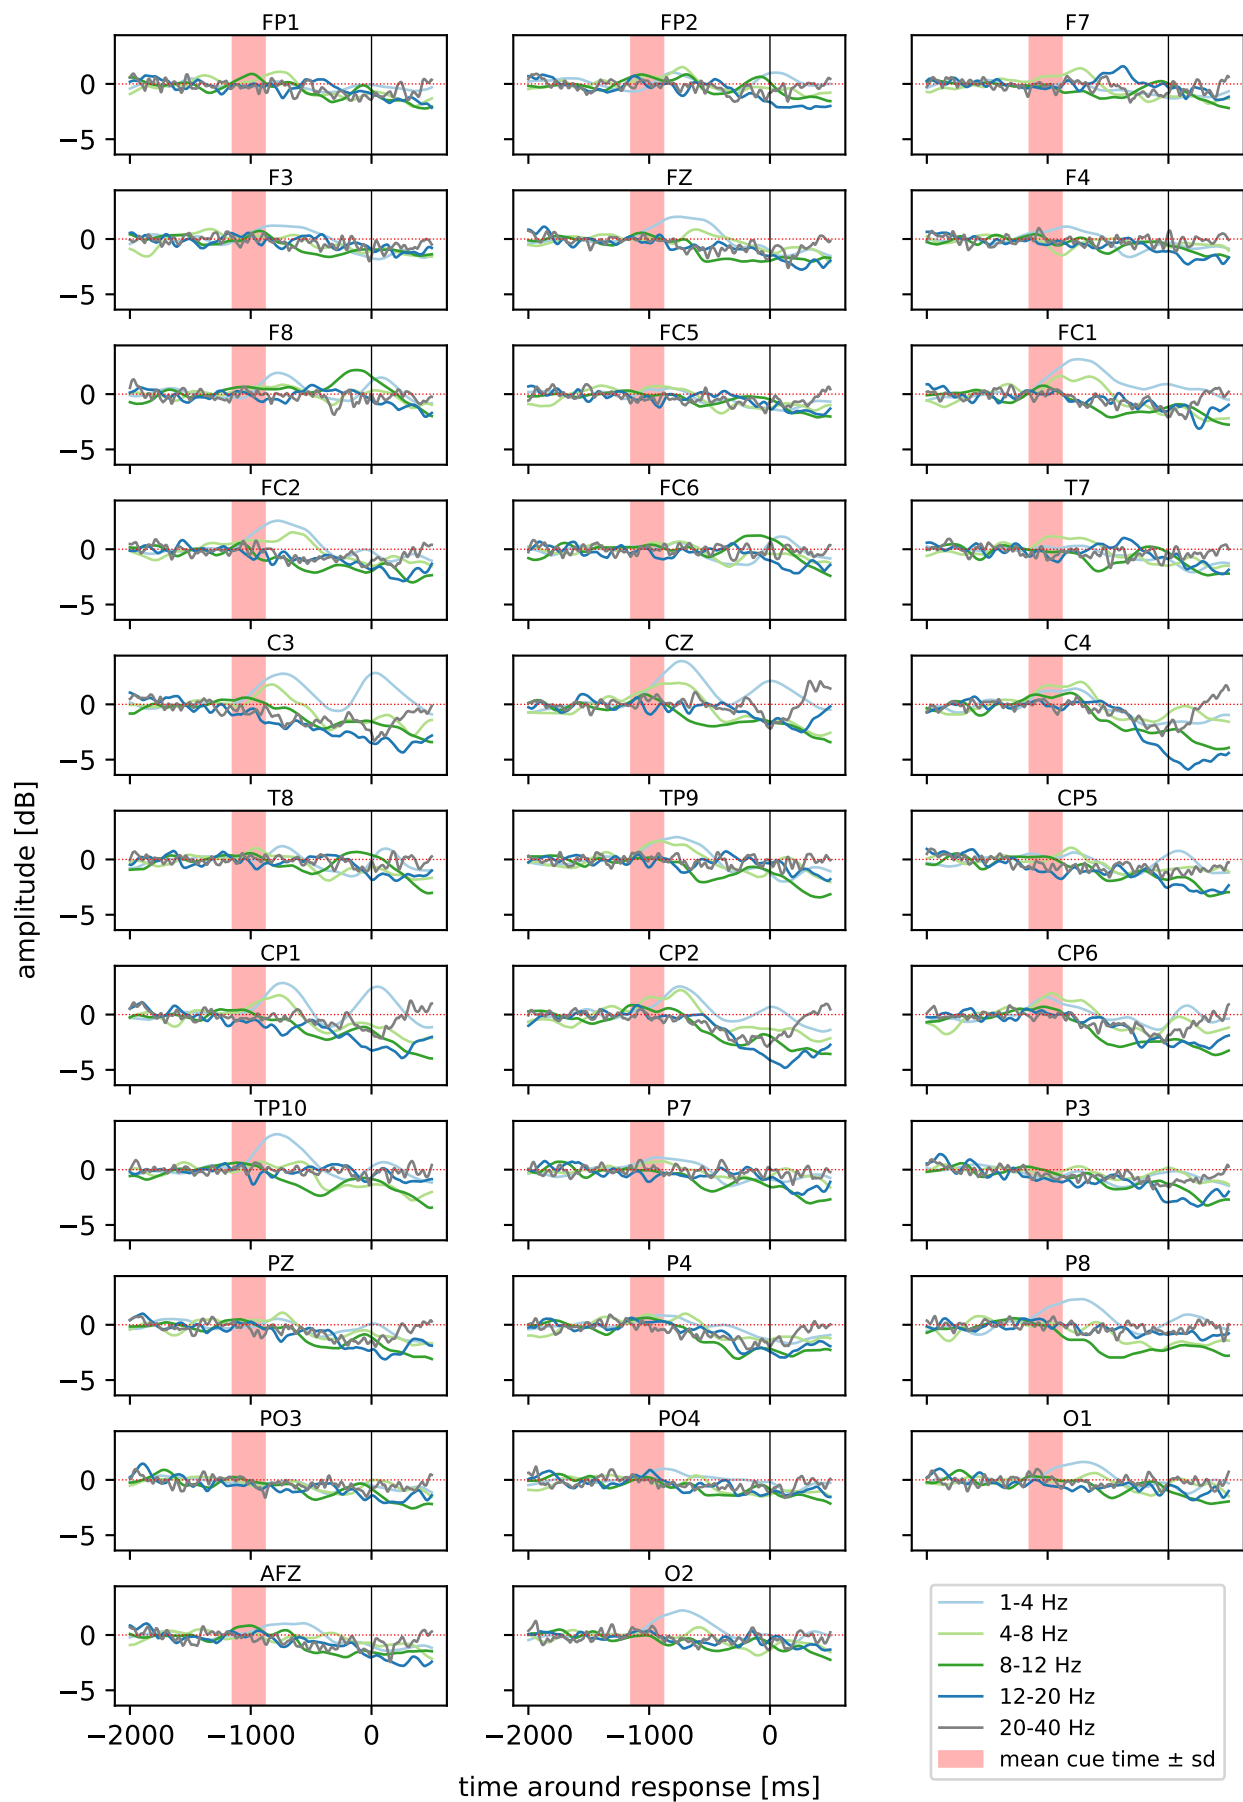 FP1 FP2 F7
0
−5
F3 FZ F4
0
−5
F8 FC5 FC1
0
−5
FC2 FC6 T7
0
−5
C3 CZ C4
0
−5
T8 TP9 CP5
0
−5
CP1 CP2 CP6
0
−5
TP10 P7 P3
0
−5
PZ P4 P8
0
−5
PO3 PO4 O1
0
−5
AFZ O2
0
−5
−2000 −1000 0 −2000 −1000 0
amplitude [dB]
time around response [ms]
1-4 Hz
4-8 Hz
8-12 Hz
12-20 Hz
20-40 Hz
mean cue time ± sd